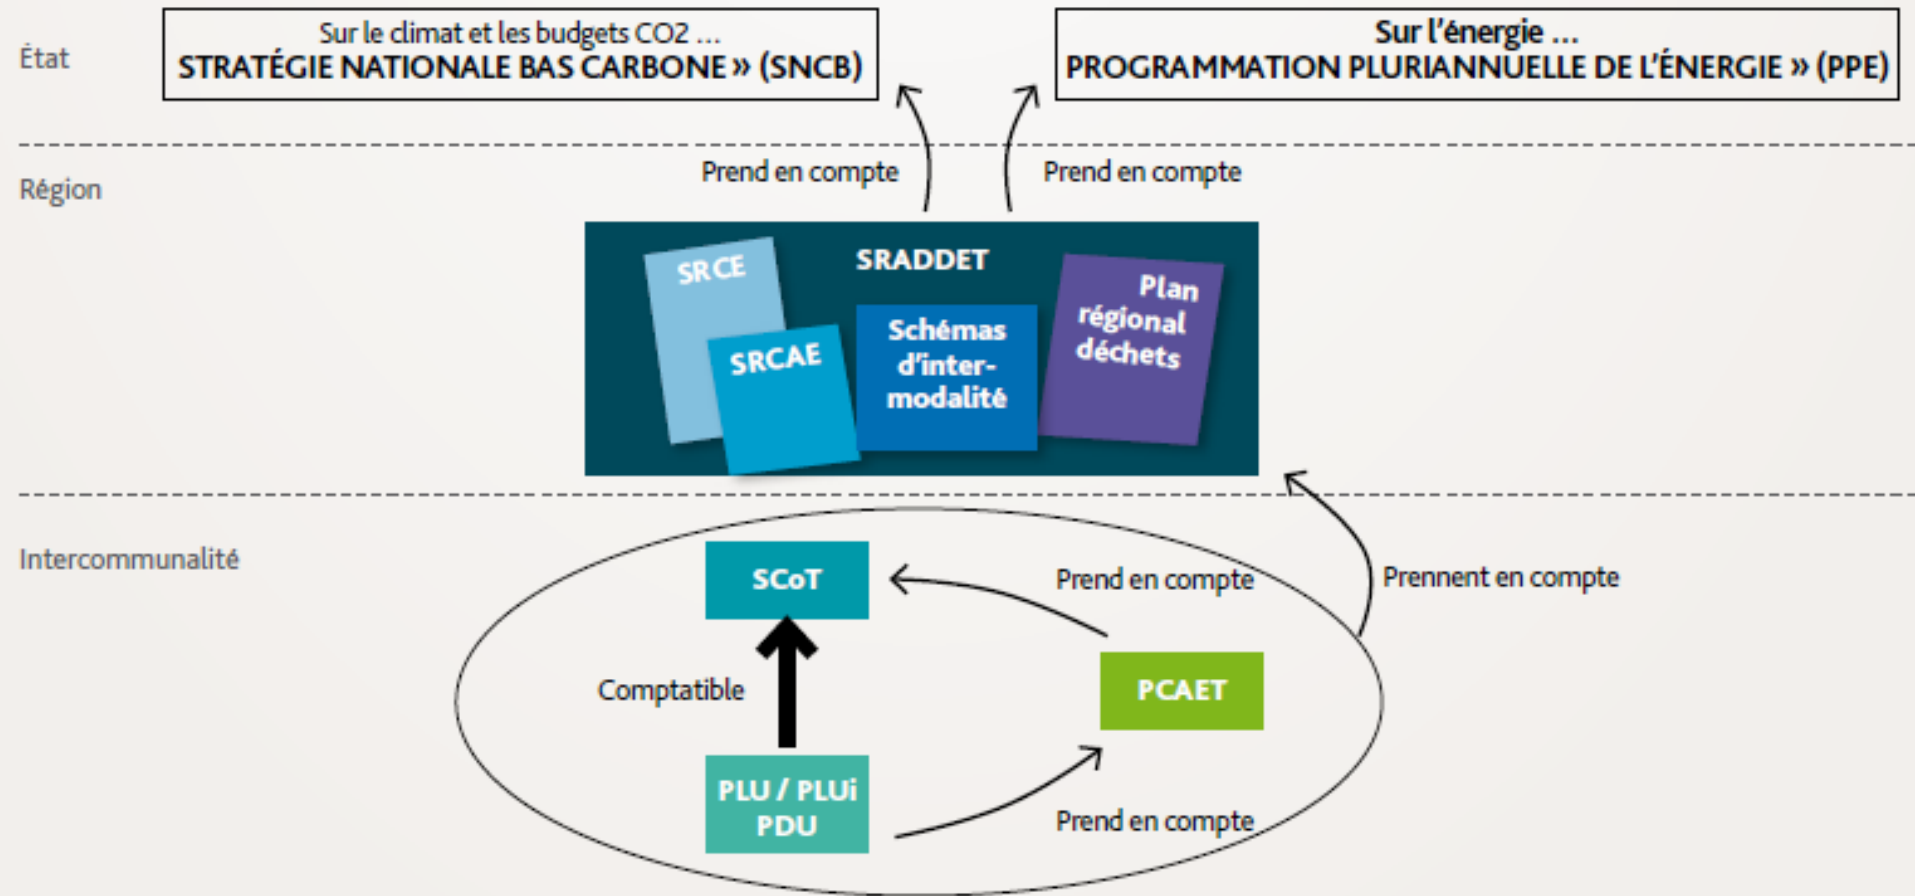 État
Sur le climat et les budgets CO2 ...
STRATÉGIE NATIONALE BAS CARBONE » (SNCB)
Sur l'énergie ...
PROGRAMMATION PLURIANNUELLE DE L'ÉNERGIE » (PPE)
Région
Prend en compte
Prend en compte
SRADDET
SRCE
SRCAE
Schémas
d'inter-
modalité
Plan
régional
déchets
Intercommunalité
SCoT
Prend en compte
Prennent en compte
Comptatible
PCAET
PLU / PLUi
PDU
Prend en compte